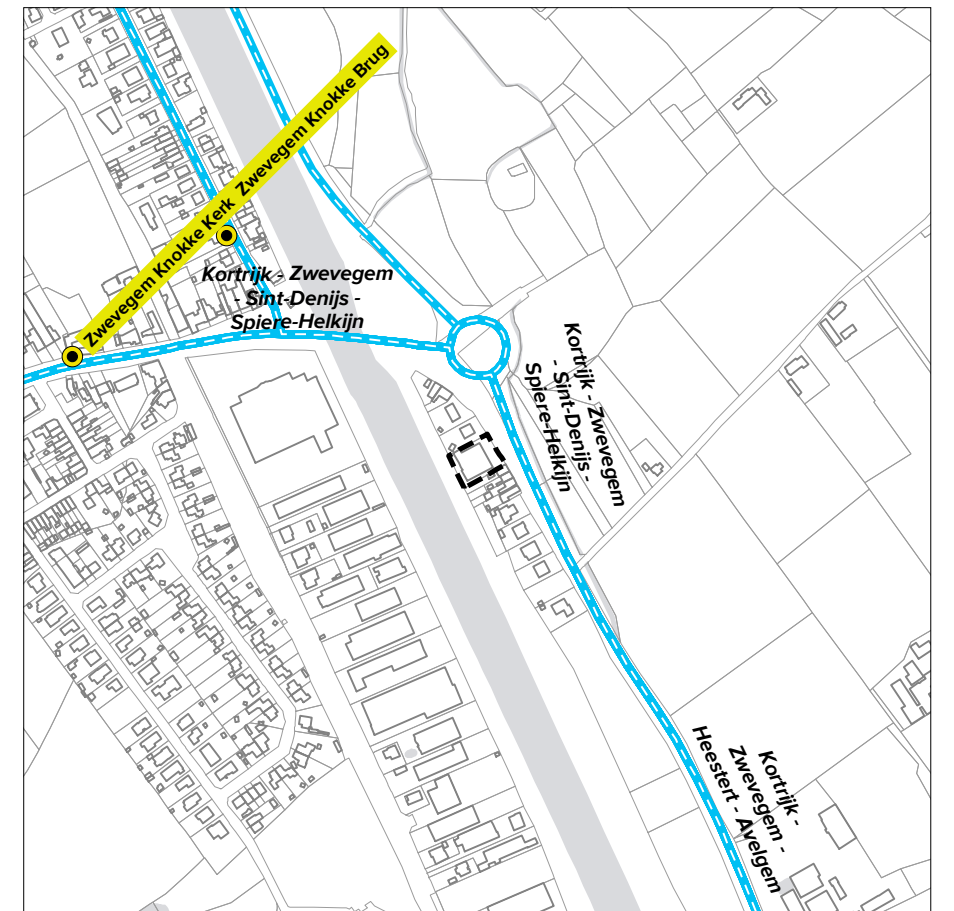 Zwevegem Knokke Kerk Zwevegem Knokke Brug
Kortrijk - Zwevegem
- Sint-Denijs -
Spiere-Helkijn
Kortrijk - Zwevegem
- Sint-Denijs -
Spiere-Helkijn
Kortrijk -
Zwevegem -
Heestert - Avelgem